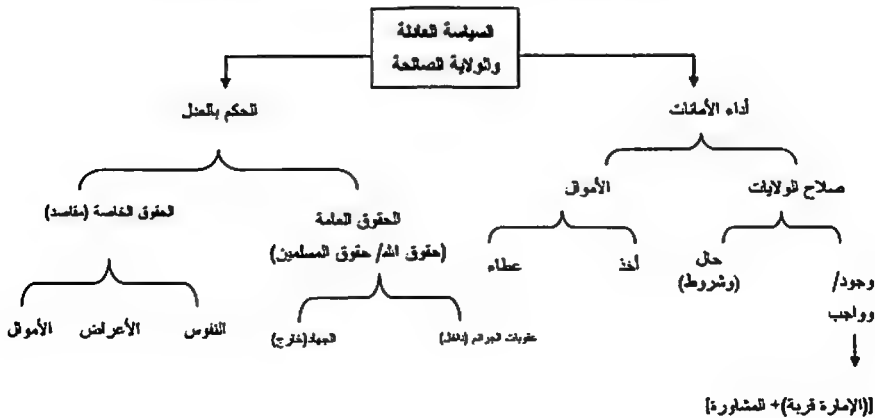 السياسة العادلة
والولاية الصالحة
أداء الأمانات
الحكم بالعدل
صلاح الولايات
الأموال
الحقوق العامة
(حقوق الله/ حقوق المسلمين)
الحقوق الخاصة (مقاصد)
وجود/
وواجب
حال
(وشروط)
أخذ
عطاء
عقوبات الجرائم (داخل)
الجهاد(خارج)
النفوس
الأعراض
الأموال
[(الإمارة قربة)+ المشاورة]